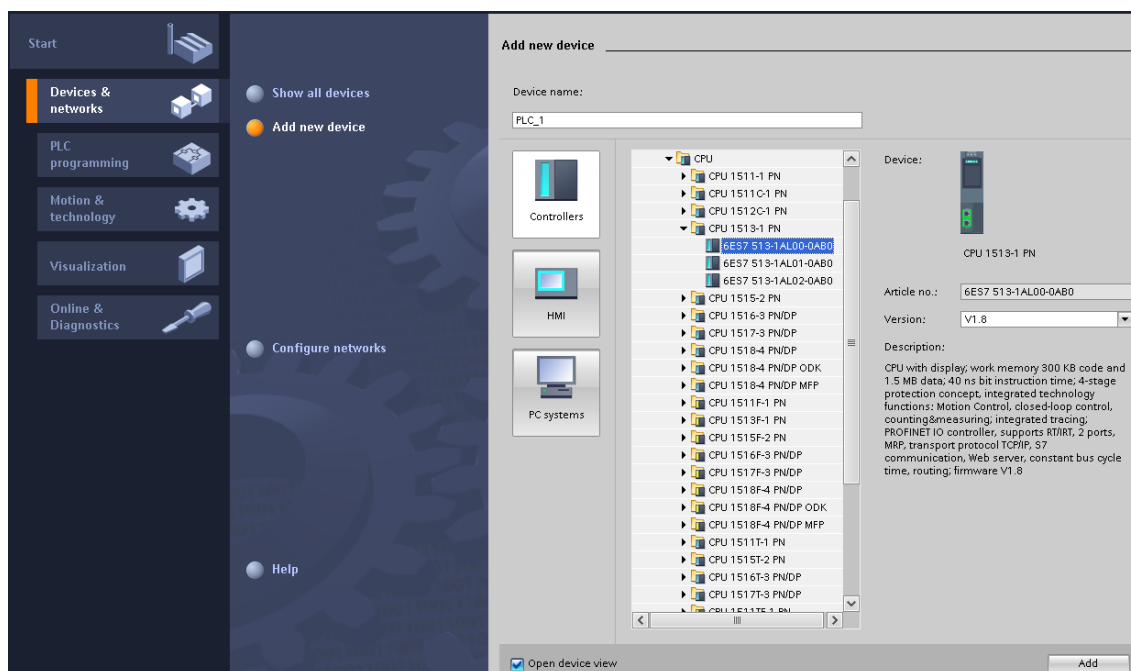 Start
Devices &
networks
PLC
programming
Motion &
technology
Visualization
Online &
Diagnostics
Show all devices
Add new device
Configure networks
Help
Add new device
Device name:
PLC_1
Controllers
HMI
PC systems
CPU
CPU 1511-1 PN
CPU 1511C-1 PN
CPU 1512C-1 PN
CPU 1513-1 PN
6ES7 513-1AL00-0AB0
6ES7 513-1AL01-0AB0
6ES7 513-1AL02-0AB0
CPU 1515-2 PN
CPU 1516-3 PN/DP
CPU 1517-3 PN/DP
CPU 1518-4 PN/DP
CPU 1518-4 PN/DP ODK
CPU 1518-4 PN/DP MFP
CPU 1511F-1 PN
CPU 1513F-1 PN
CPU 1515F-2 PN
CPU 1516F-3 PN/DP
CPU 1517F-3 PN/DP
CPU 1518F-4 PN/DP
CPU 1518F-4 PN/DP ODK
CPU 1518F-4 PN/DP MFP
CPU 1511T-1 PN
CPU 1515T-2 PN
CPU 1516T-3 PN/DP
CPU 1517T-3 PN/DP
CPU 1511TF-1 PN
Device:
CPU 1513-1 PN
Article no.: 6ES7 513-1AL00-0AB0
Version: V1.8
Description:
CPU with display; work memory 300 KB code and
1.5 MB data; 40 ns bit instruction time; 4-stage
protection concept, integrated technology
functions: Motion Control, closed-loop control,
counting&measuring; integrated tracing;
PROFINET IO controller, supports RT/IRT, 2 ports,
MRP, transport protocol TCP/IP, S7
communication, Web server, constant bus cycle
time, routing; firmware V1.8
Open device view
Add